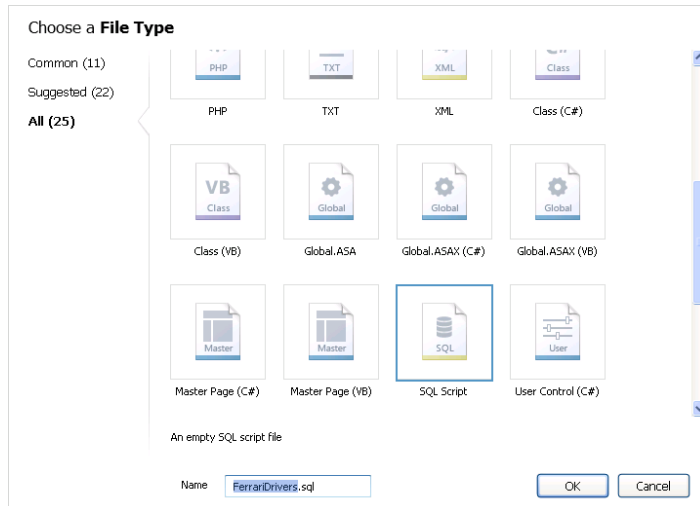 Choose a File Type
Common (11)
Suggested (22)
All (25)
PHP
TXT
XML
Class
PHP
TXT
XML
Class (C#)
VB
Class
Global
Global
Global
Class (VB)
Global.ASA
Global.ASAX (C#)
Global.ASAX (VB)
Master
Master
SQL
User
Master Page (C#)
Master Page (VB)
SQL Script
User Control (C#)
An empty SQL script file
Name
FerrariDrivers.sql
OK
Cancel